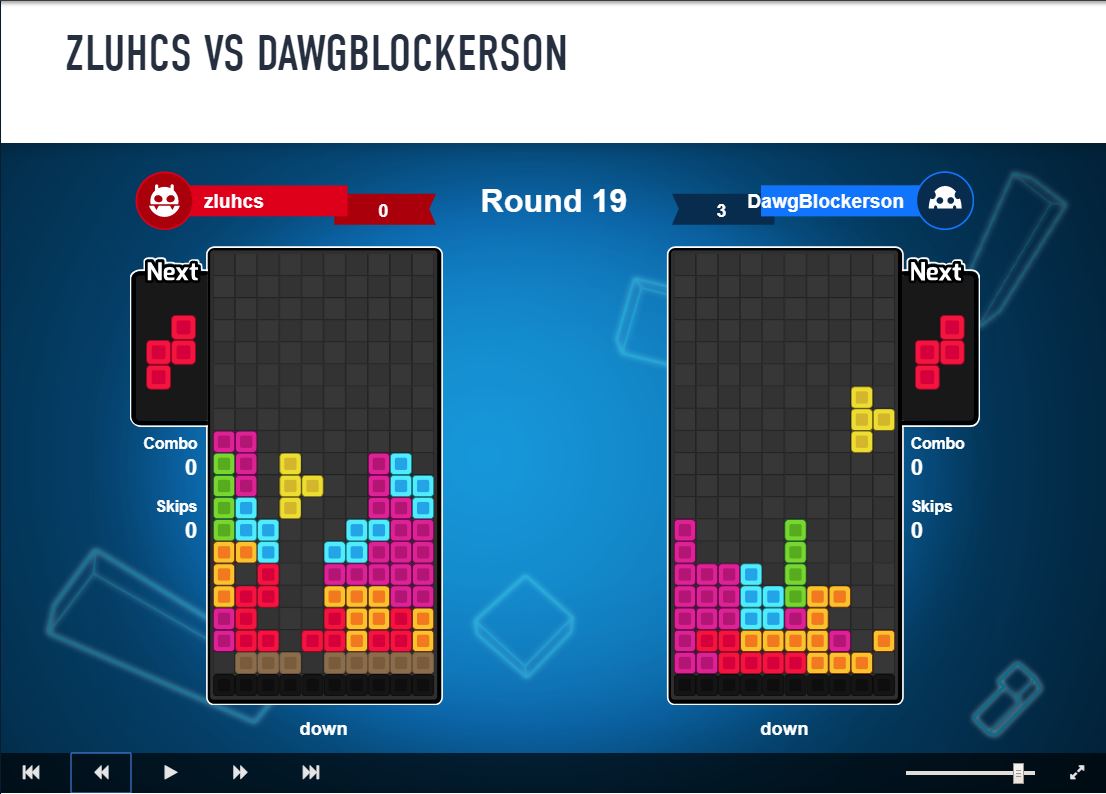 ZLUHCS VS DAWGBLOCKERSON
zluhcs
0
Round 19
3
DawgBlockerson
Next
Next
Combo
0
Skips
0
Combo
0
Skips
0
down
down